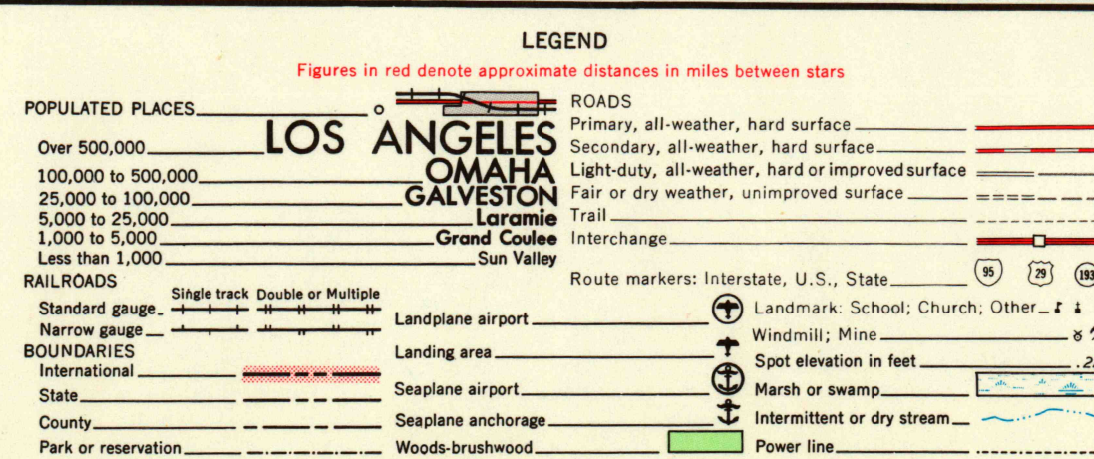 LEGEND
Figures in red denote approximate distances in miles between stars
POPULATED PLACES
Over 500,000 LOS ANGELES
100,000 to 500,000 OMAHA
25,000 to 100,000 GALVESTON
5,000 to 25,000 Laramie
1,000 to 5,000 Grand Coulee
Less than 1,000 Sun Valley
RAILROADS
Single track Double or Multiple
Standard gauge
Narrow gauge
BOUNDARIES
International
State
County
Park or reservation
Landplane airport
Landing area
Seaplane airport
Seaplane anchorage
Woods-brushwood
ROADS
Primary, all-weather, hard surface
Secondary, all-weather, hard surface
Light-duty, all-weather, hard or improved surface
Fair or dry weather, unimproved surface
Trail
Interchange
Route markers: Interstate, U.S., State 95 29 193
Landmark: School; Church; Other
Windmill; Mine
Spot elevation in feet
Marsh or swamp
Intermittent or dry stream
Power line